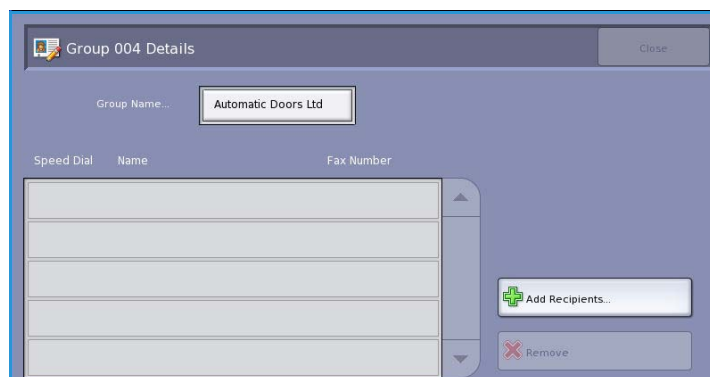 Group 004 Details
Close
Group Name...
Automatic Doors Ltd
Speed Dial Name Fax Number
Add Recipients...
Remove